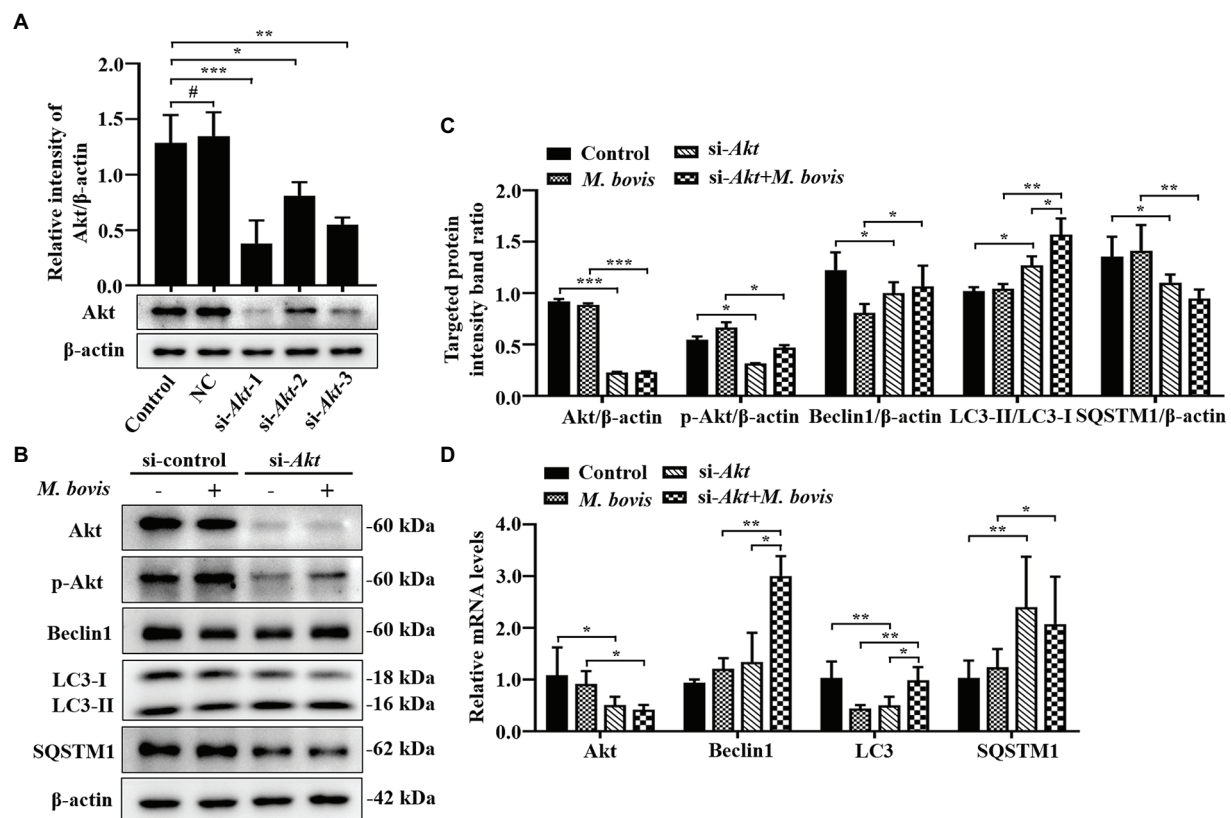 A
**
*
***
#
2.0
1.5
1.0
0.5
0.0
Relative intensity of
Akt/β-actin
Akt
β-actin
Control
NC
si-Akt-1
si-Akt-2
si-Akt-3
B
si-control si-Akt
M. bovis - + - +
Akt -60 kDa
p-Akt -60 kDa
Beclin1 -60 kDa
LC3-I -18 kDa
LC3-II -16 kDa
SQSTM1 -62 kDa
β-actin -42 kDa
C
Control si-Akt
M. bovis si-Akt+M. bovis
2.0
1.5
1.0
0.5
0.0
Targeted protein
intensity band ratio
***
***
*
*
*
*
**
*
*
**
*
Akt/β-actin p-Akt/β-actin Beclin1/β-actin LC3-II/LC3-I SQSTM1/β-actin
D
Control si-Akt
M. bovis si-Akt+M. bovis
4.0
3.0
2.0
1.0
0.0
Relative mRNA levels
*
*
**
*
**
**
*
*
**
Akt Beclin1 LC3 SQSTM1